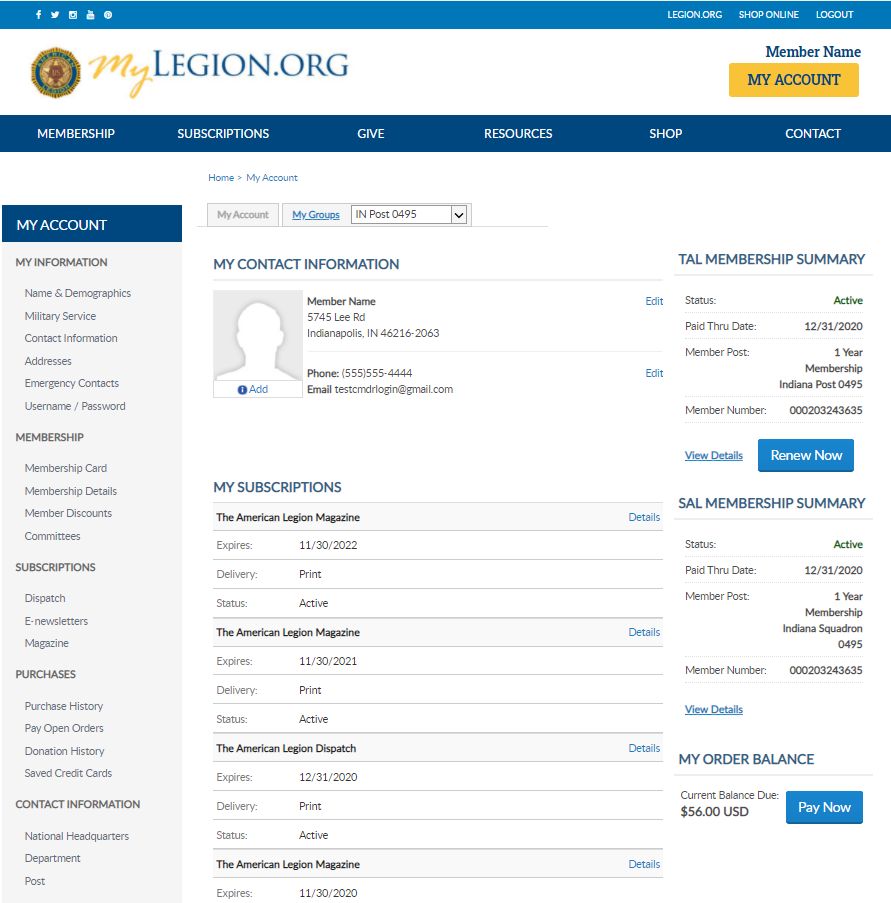 LEGION.ORG SHOP ONLINE LOGOUT
MyLEGION.ORG
Member Name
MY ACCOUNT
MEMBERSHIP SUBSCRIPTIONS GIVE RESOURCES SHOP CONTACT
Home > My Account
MY ACCOUNT
MY INFORMATION
Name & Demographics
Military Service
Contact Information
Addresses
Emergency Contacts
Username / Password
MEMBERSHIP
Membership Card
Membership Details
Member Discounts
Committees
SUBSCRIPTIONS
Dispatch
E-newsletters
Magazine
PURCHASES
Purchase History
Pay Open Orders
Donation History
Saved Credit Cards
CONTACT INFORMATION
National Headquarters
Department
Post
My Account My Groups IN Post 0495
MY CONTACT INFORMATION
Member Name Edit
5745 Lee Rd
Indianapolis, IN 46216-2063
Phone: (555)555-4444 Edit
Email testcmdrlogin@gmail.com
Add
MY SUBSCRIPTIONS
The American Legion Magazine Details
Expires: 11/30/2022
Delivery: Print
Status: Active
The American Legion Magazine Details
Expires: 11/30/2021
Delivery: Print
Status: Active
The American Legion Dispatch Details
Expires: 12/31/2020
Delivery: Print
Status: Active
The American Legion Magazine Details
Expires: 11/30/2020
TAL MEMBERSHIP SUMMARY
Status: Active
Paid Thru Date: 12/31/2020
Member Post: 1 Year
Membership
Indiana Post 0495
Member Number: 000203243635
View Details Renew Now
SAL MEMBERSHIP SUMMARY
Status: Active
Paid Thru Date: 12/31/2020
Member Post: 1 Year
Membership
Indiana Squadron
0495
Member Number: 000203243635
View Details
MY ORDER BALANCE
Current Balance Due:
$56.00 USD
Pay Now